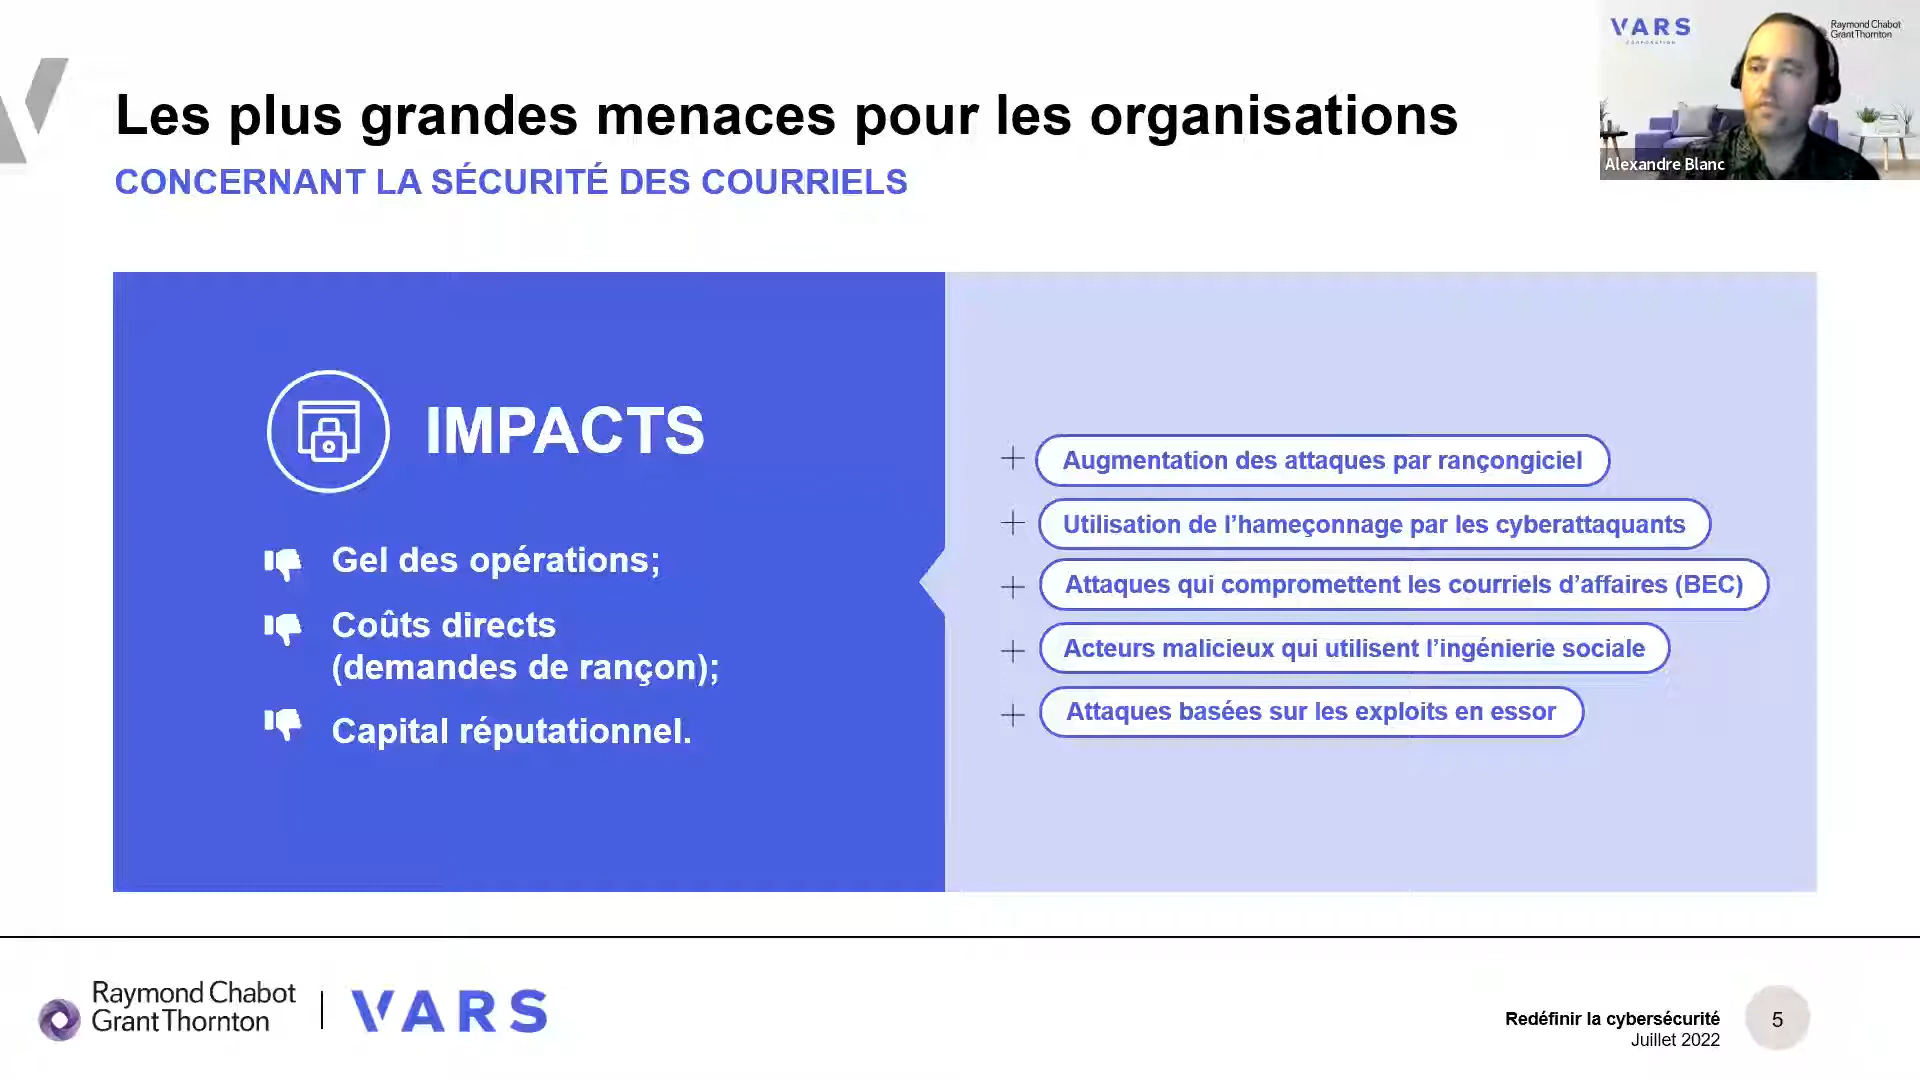 Les plus grandes menaces pour les organisations
CONCERNANT LA SÉCURITÉ DES COURRIELS
VARS
CORPORATION
Raymond Chabot
Grant Thornton
Alexandre Blanc
IMPACTS
Gel des opérations;
Coûts directs
(demandes de rançon);
Capital réputationnel.
Augmentation des attaques par rançongiciel
Utilisation de l’hameçonnage par les cyberattaquants
Attaques qui compromettent les courriels d’affaires (BEC)
Acteurs malicieux qui utilisent l’ingénierie sociale
Attaques basées sur les exploits en essor
Raymond Chabot
Grant Thornton
VARS
Redéfinir la cybersécurité
Juillet 2022
5